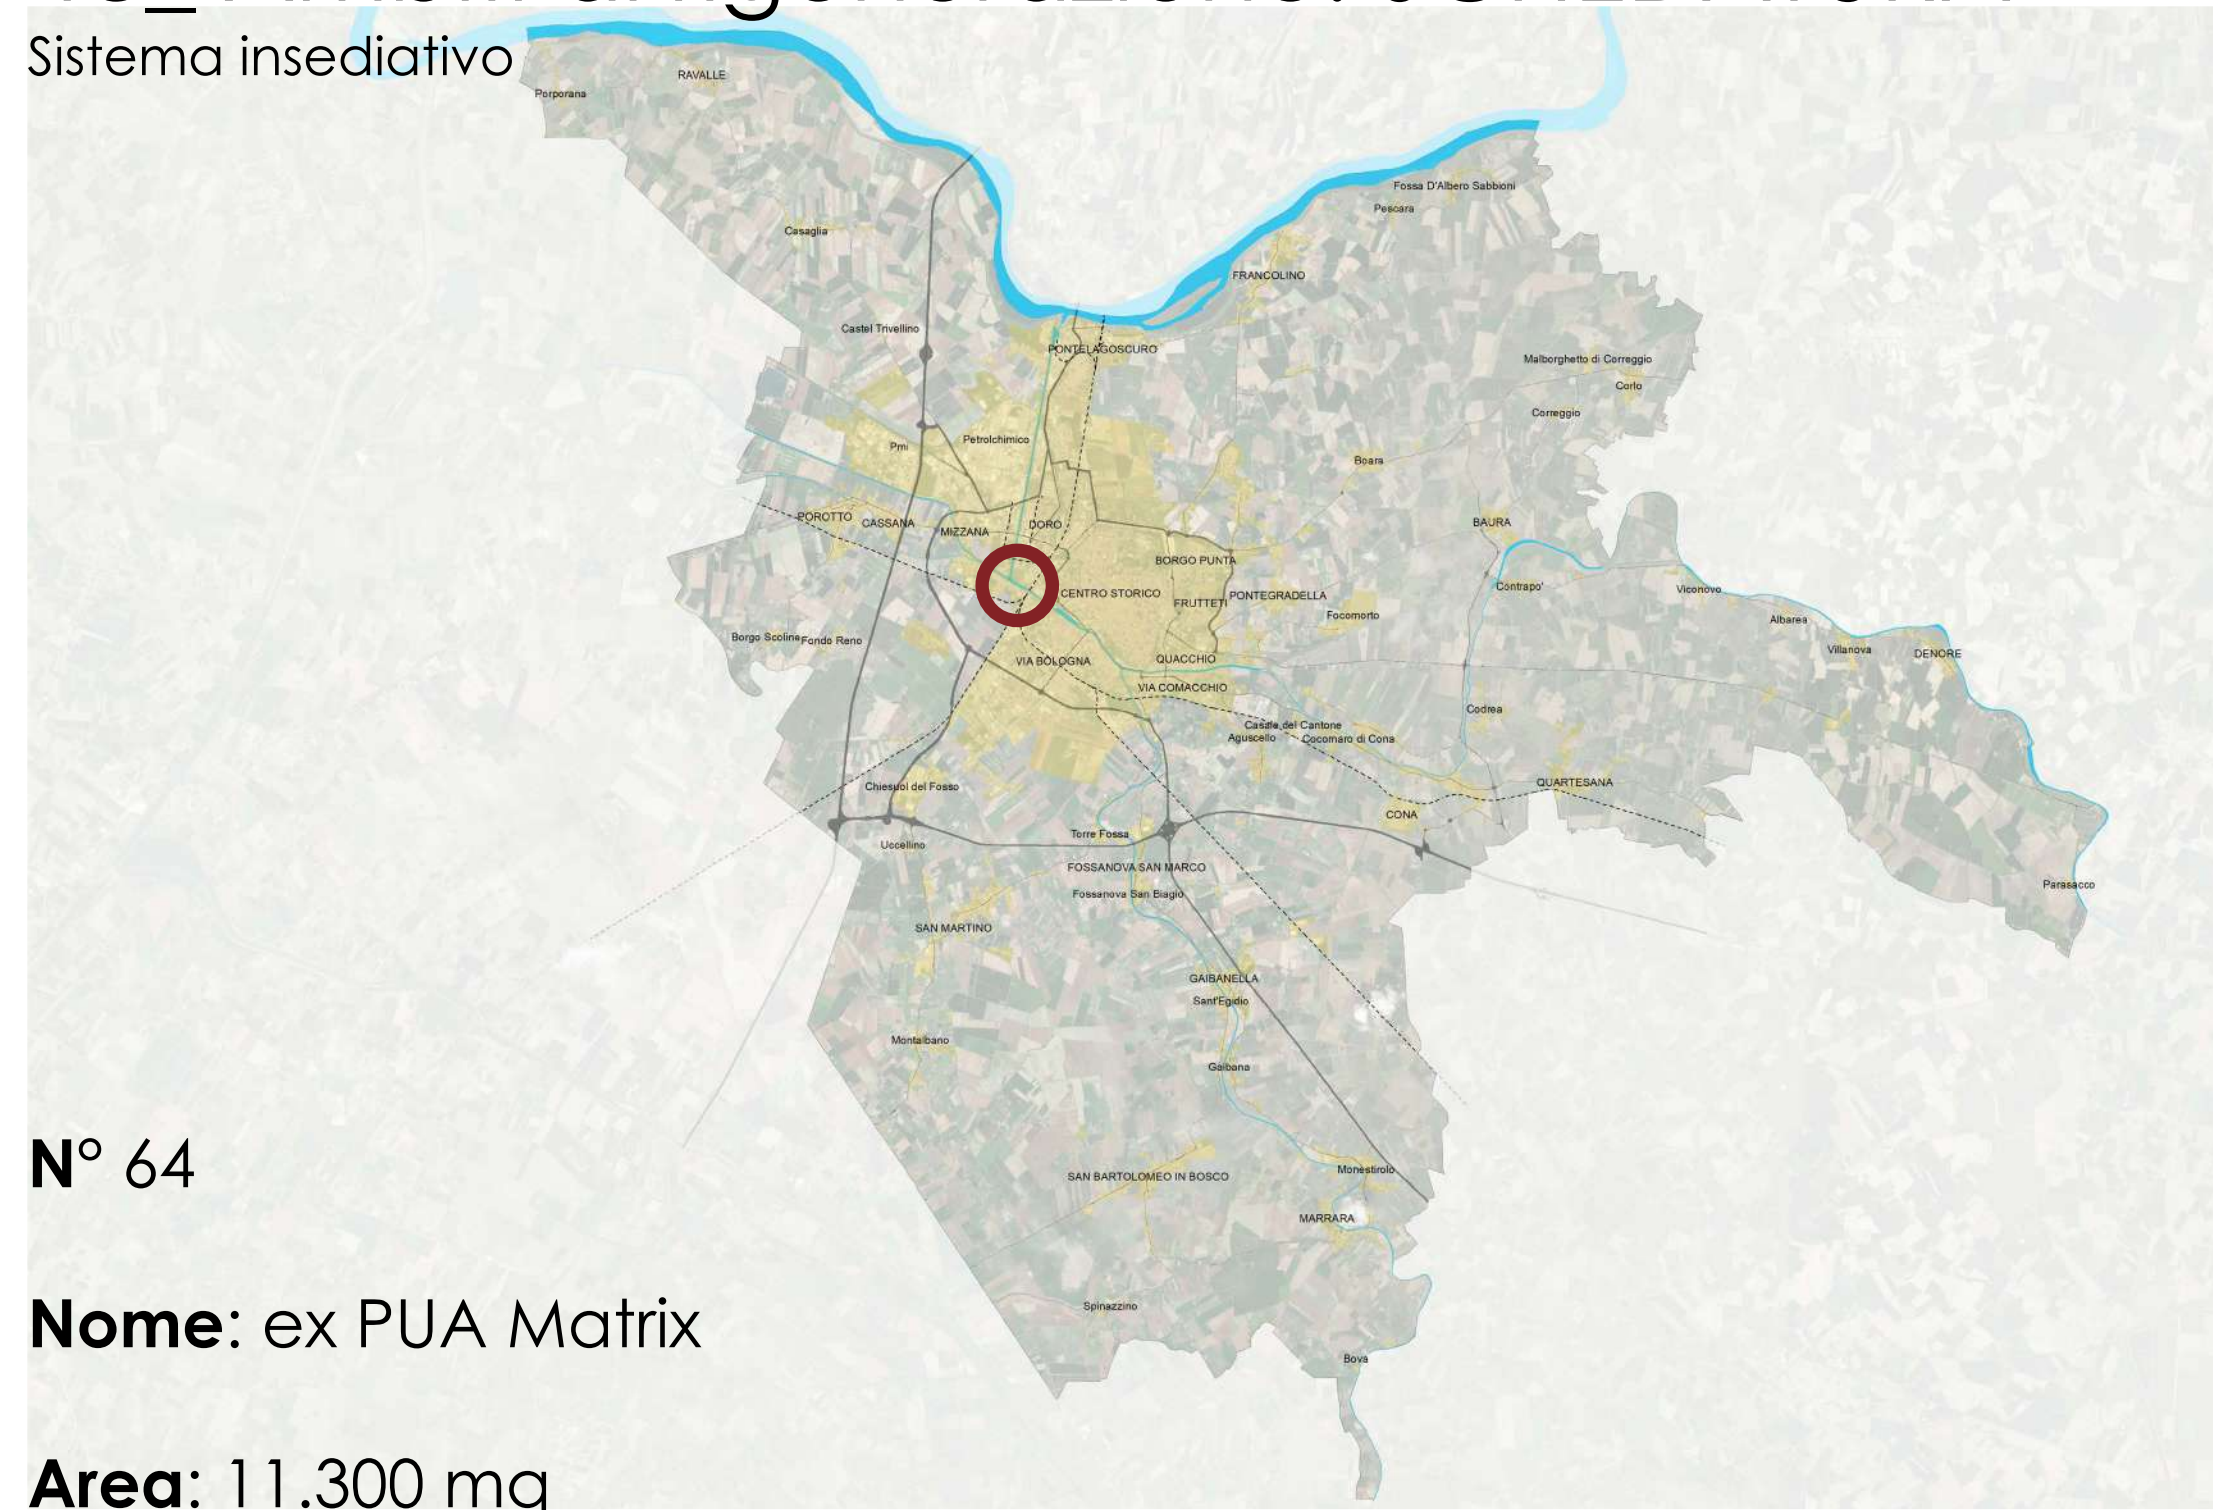 Sistema insediativo
RAVALLE
Porporana
Fossa D'Albero Sabbioni
Pescara
Casaglia
FRANCOLINO
Castel Trivellino
PONTELAGOSCURO
Malborghetto di Correggio
Corlo
Correggio
Petrolchimico
Pmi
Boara
POROTTO
CASSANA
MIZZANA
DORO
BAURA
BORGO PUNTA
CENTRO STORICO
FRUTTETI
PONTEGRADELLA
Contrapo'
Viconovo
Focomorto
Albarea
Borgo Scoline
Fondo Reno
Villanova
DENORE
VIA BOLOGNA
QUACCHIO
VIA COMACCHIO
Codrea
Casale del Cantone
Aguscello
Cocomaro di Cona
Chiesuol del Fosso
QUARTESANA
CONA
Torre Fossa
Uccellino
FOSSANOVA SAN MARCO
Fossanova San Biagio
Parasacco
SAN MARTINO
GAIBANELLA
Sant'Egidio
Montalbano
Gaibana
N° 64
SAN BARTOLOMEO IN BOSCO
Monestirolo
MARRARA
Spinazzino
Nome: ex PUA Matrix
Bova
Area: 11.300 mq